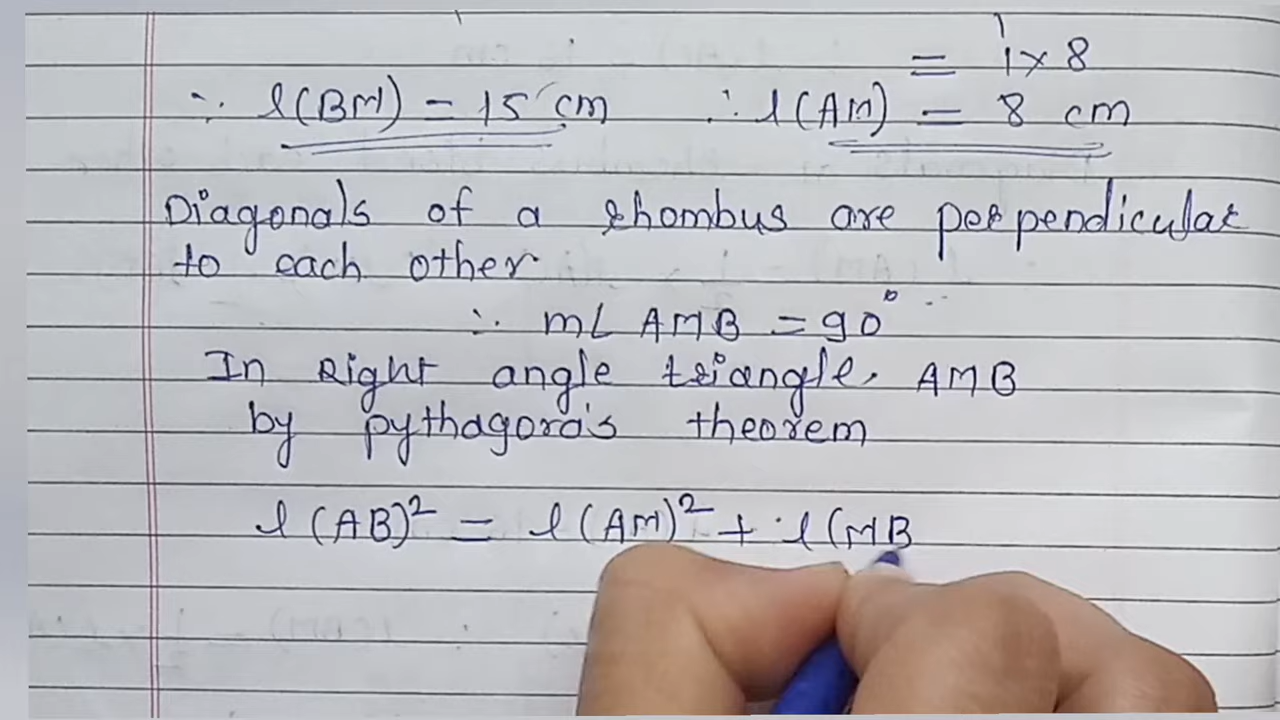 = 1 × 8
∴ l(BM) = 15 cm ∴ l(AM) = 8 cm
Diagonals of a rhombus are perpendicular
to each other
∴ m∠ AMB = 90°
In Right angle triangle, AMB
by pythagora's theorem
l(AB)² = l(AM)² + l(MB